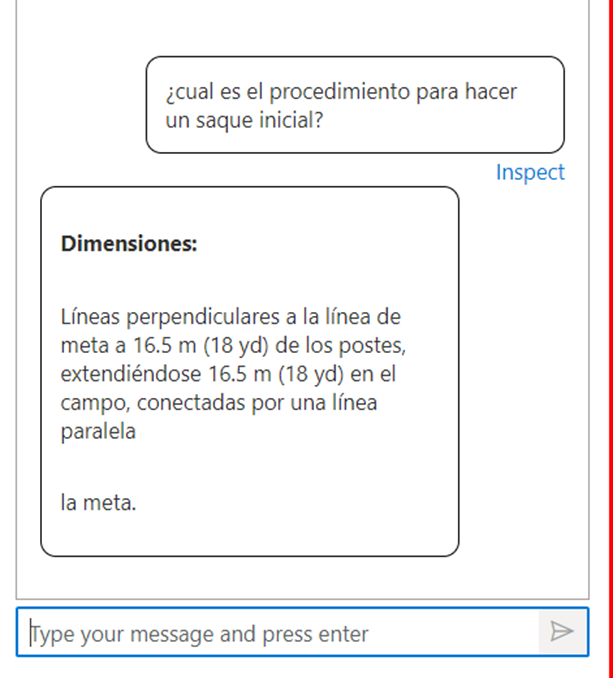 ¿cual es el procedimiento para hacer
un saque inicial?
Inspect
Dimensiones:
Líneas perpendiculares a la línea de
meta a 16.5 m (18 yd) de los postes,
extendiéndose 16.5 m (18 yd) en el
campo, conectadas por una línea
paralela
la meta.
Type your message and press enter